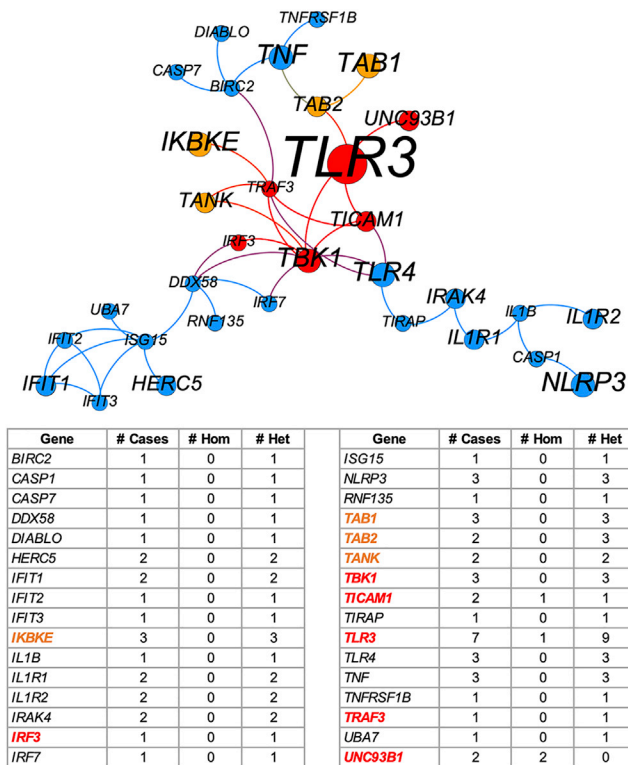 TNFRSF1B
DIABLO
TNF
TAB1
CASP7
BIRC2
TAB2
UNC93B1
IKBKE
TLR3
TRAF3
TANK
TICAM1
IRF3
TBK1
TLR4
DDX58
UBA7
IRF7
IRAK4
RNF135
TIRAP
IL1B
IL1R2
IFIT2
ISG15
IL1R1
CASP1
IFIT1
HERC5
NLRP3
IFIT3
Gene # Cases # Hom # Het Gene # Cases # Hom # Het
BIRC2 1 0 1 ISG15 1 0 1
CASP1 1 0 1 NLRP3 3 0 3
CASP7 1 0 1 RNF135 1 0 1
DDX58 1 0 1 TAB1 3 0 3
DIABLO 1 0 1 TAB2 2 0 3
HERC5 2 0 2 TANK 2 0 2
IFIT1 2 0 2 TBK1 3 0 3
IFIT2 1 0 1 TICAM1 2 1 1
IFIT3 1 0 1 TIRAP 1 0 1
IKBKE 3 0 3 TLR3 7 1 9
IL1B 1 0 1 TLR4 3 0 3
IL1R1 2 0 2 TNF 3 0 3
IL1R2 2 0 2 TNFRSF1B 1 0 1
IRAK4 2 0 2 TRAF3 1 0 1
IRF3 1 0 1 UBA7 1 0 1
IRF7 1 0 1 UNC93B1 2 2 0